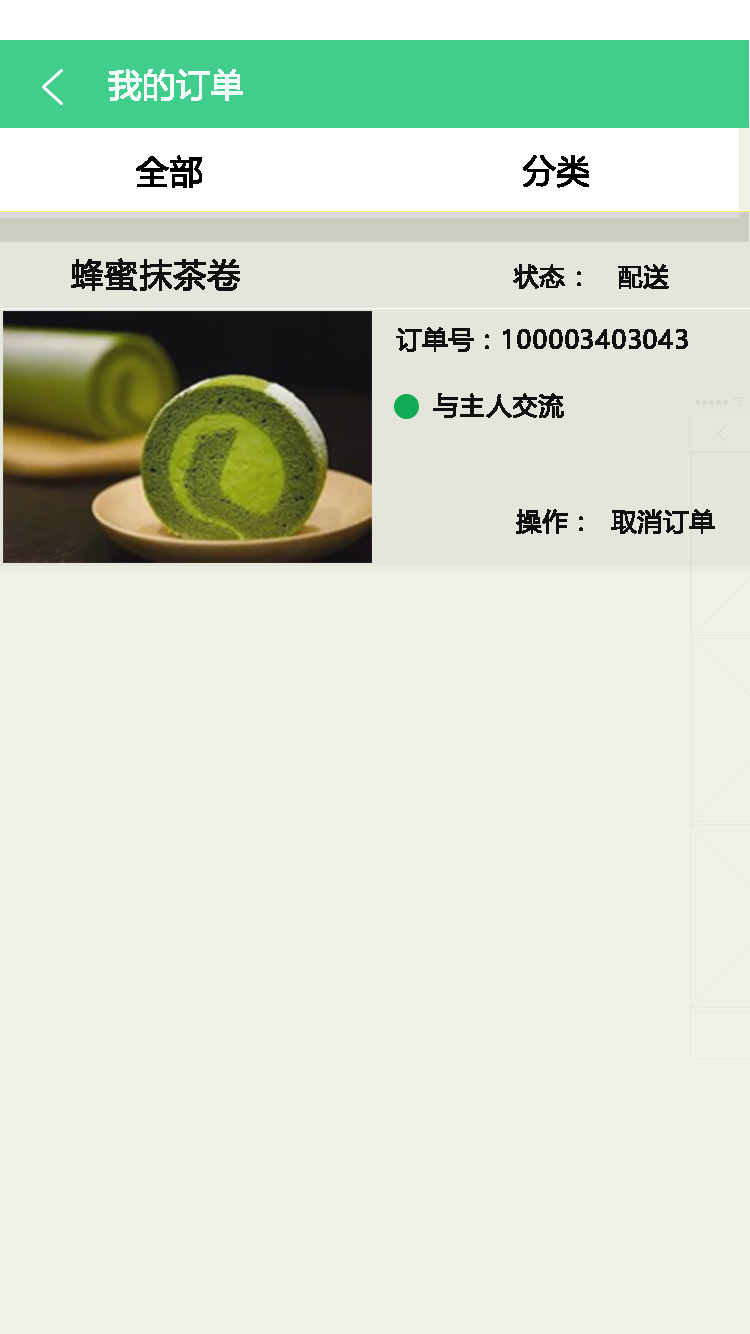 我的订单
全部 分类
蜂蜜抹茶卷 状态： 配送
订单号：100003403043
与主人交流
操作： 取消订单